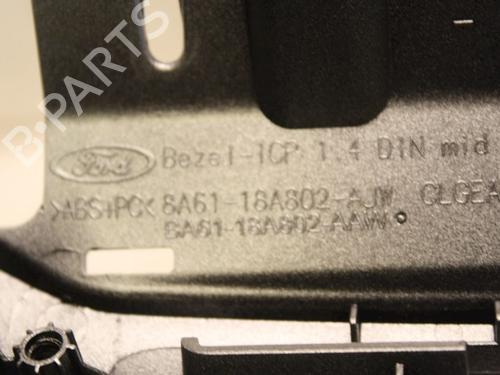 B-PARTS
Ford Bezel-ICP 1.4 DIN mid
>ABS+PC< 8A61-18A802-AJW CLGEA
8A61-18A802-AAW